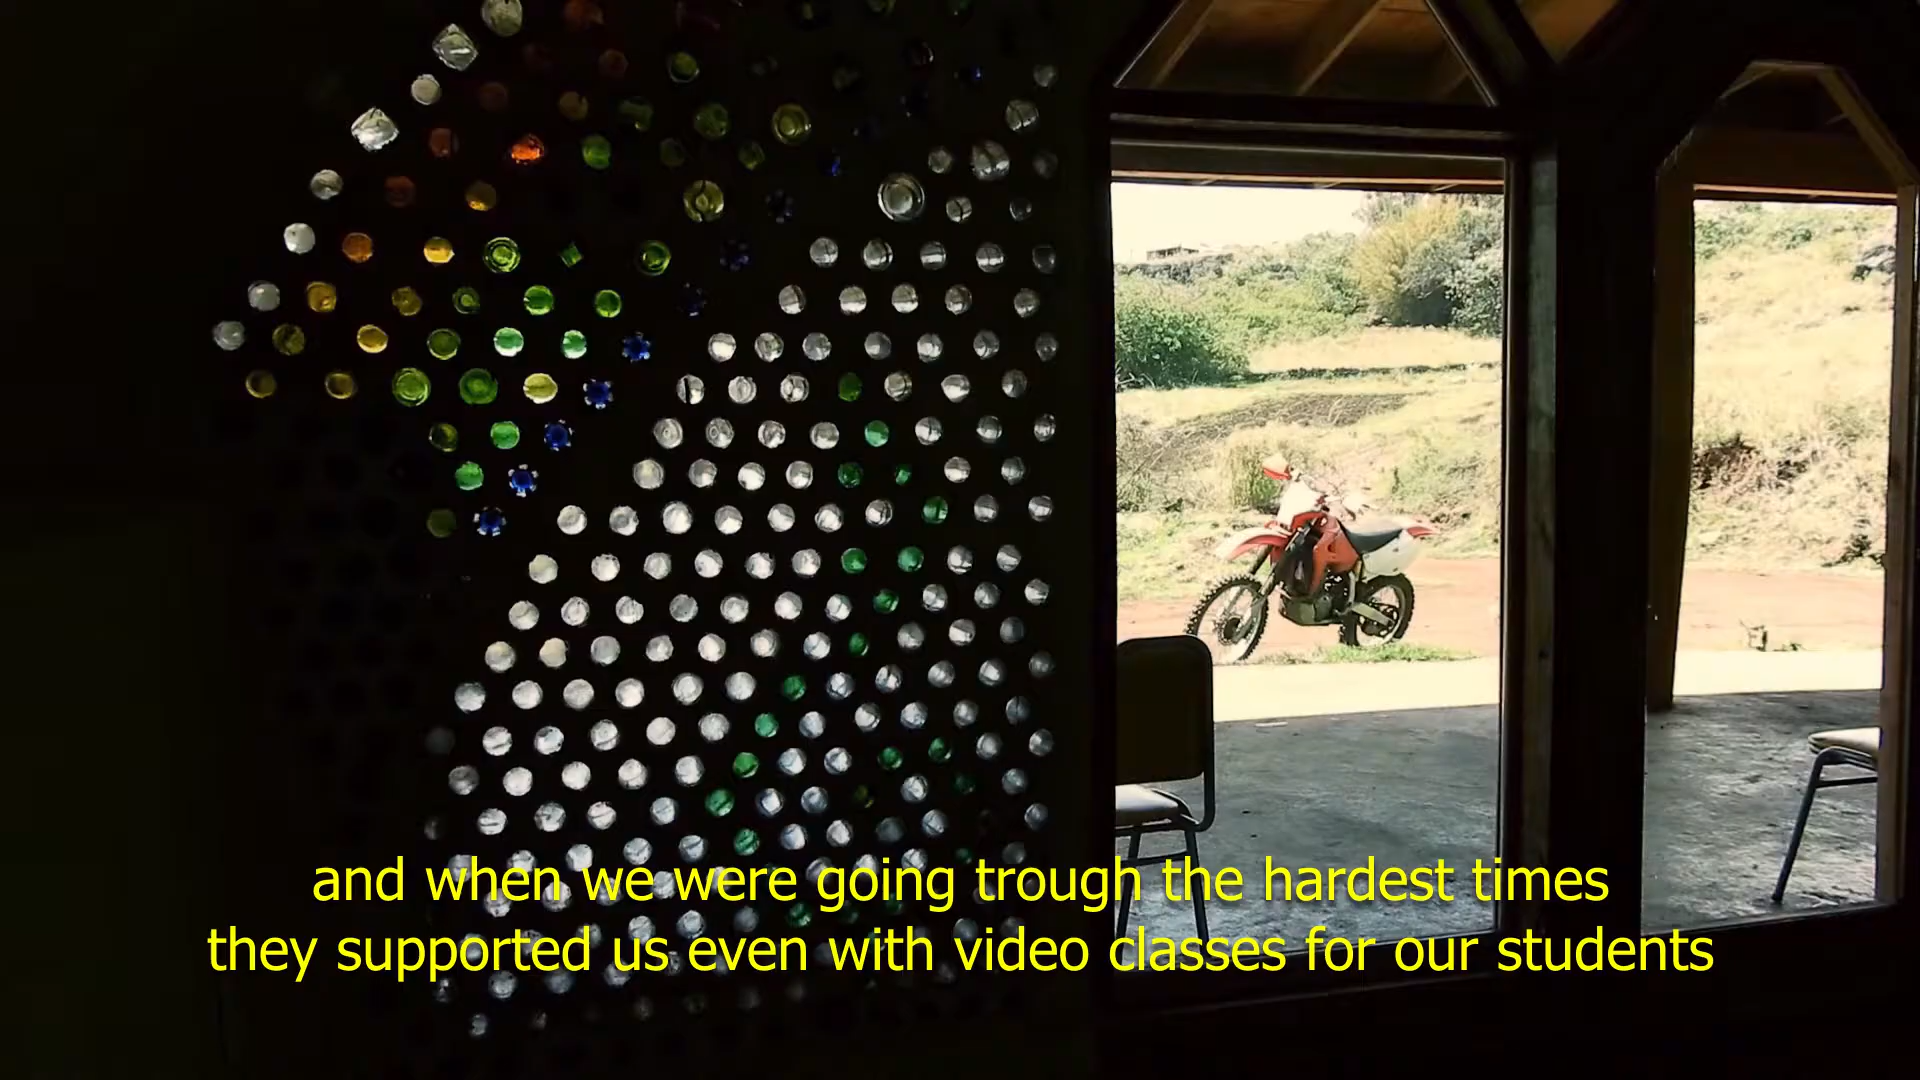 and when we were going trough the hardest times
they supported us even with video classes for our students